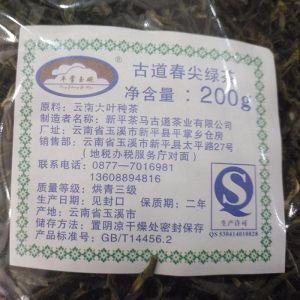 古道春尖绿茶
净含量：200g
原料：云南大叶种茶
制造者：新平茶马古道茶业有限公司
厂址：云南省玉溪市新平县平掌乡仓房
销售部：云南省玉溪市新平县太平路27号
（地税办税服务厅对面）
联系电话：0877-7016981
13608894816
质量等级：烘青三级
生产日期：见封口 保质期：二年
产地：云南省玉溪市
储存方法：置阴凉干燥处密封保存
产品标准号：GB/T14456.2
QS
生产许可
QS 530414010828